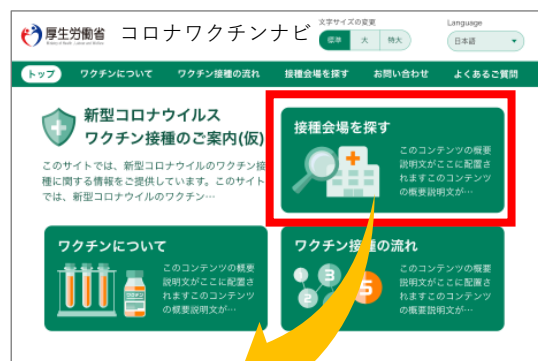 厚生労働省
コロナワクチンナビ
文字サイズの変更
標準 大 特大
Language
日本語
トップ ワクチンについて ワクチン接種の流れ 接種会場を探す お問い合わせ よくあるご質問
新型コロナウイルス
ワクチン接種のご案内(仮)
このサイトでは、新型コロナウイルのワクチン接
種に関する情報をご提供しています。このサイト
では、新型コロナウイルのワクチン…
接種会場を探す
このコンテンツの概要
説明文がここに配置さ
れますこのコンテンツ
の概要説明文が…
ワクチンについて
このコンテンツの概要
説明文がここに配置さ
れますこのコンテンツ
の概要説明文が…
ワクチン接種の流れ
このコンテンツの概要
説明文がここに配置さ
れますこのコンテンツ
の概要説明文が…
3
5